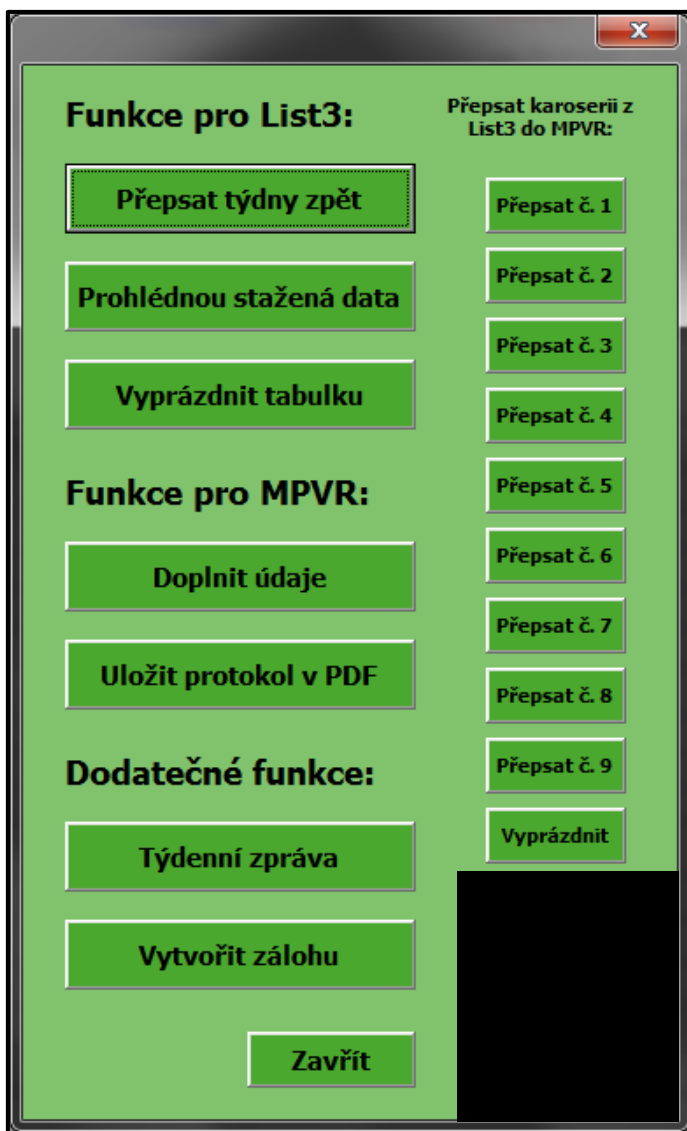 Funkce pro List3:
Přepsat týdny zpět
Prohlédnou stažená data
Vyprázdnit tabulku
Funkce pro MPVR:
Doplnit údaje
Uložit protokol v PDF
Dodatečné funkce:
Týdenní zpráva
Vytvořit zálohu
Zavřít
Přepsat karoserii z
List3 do MPVR:
Přepsat č. 1
Přepsat č. 2
Přepsat č. 3
Přepsat č. 4
Přepsat č. 5
Přepsat č. 6
Přepsat č. 7
Přepsat č. 8
Přepsat č. 9
Vyprázdnit